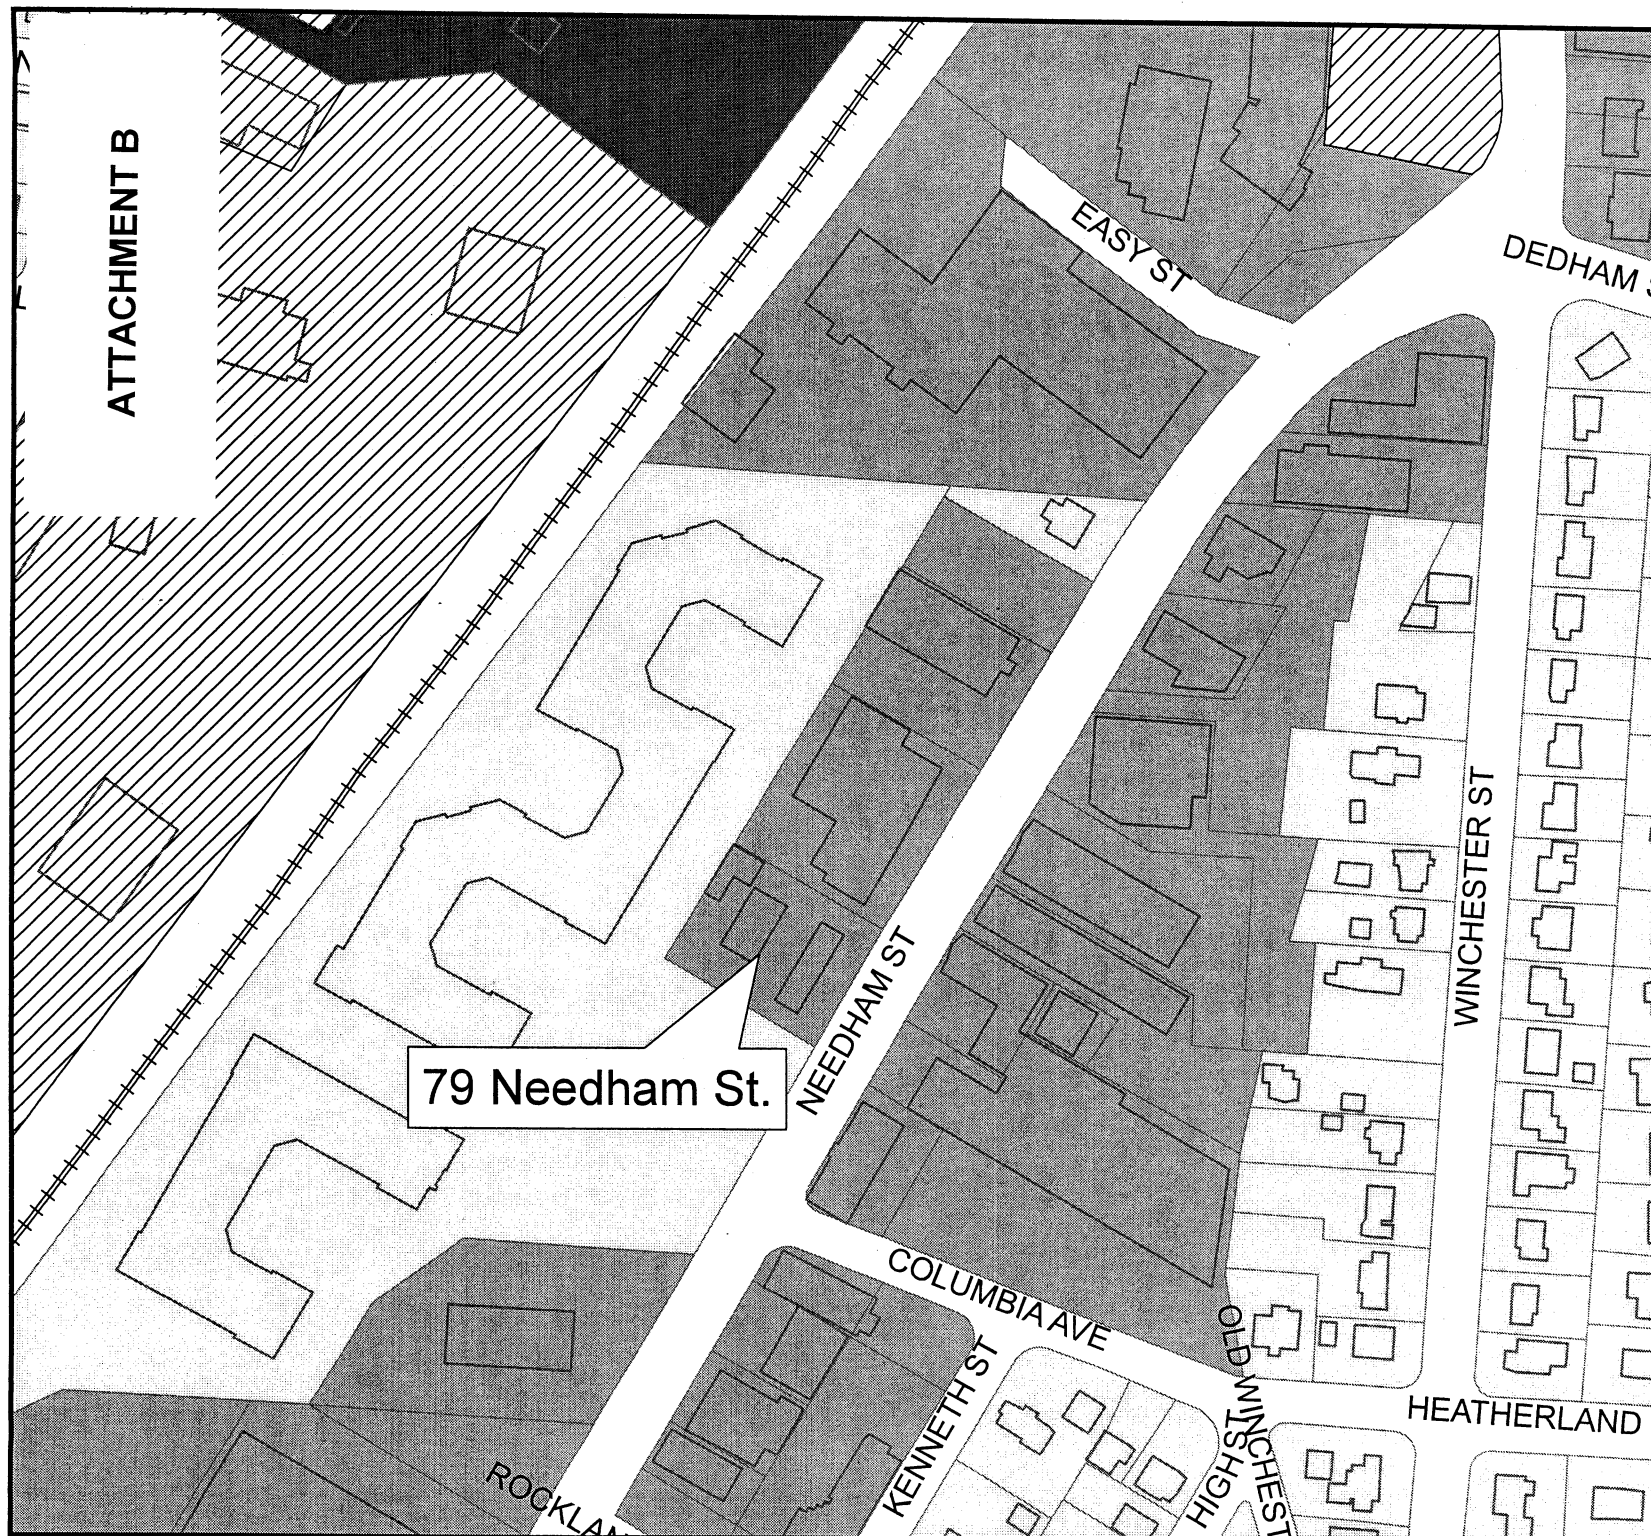 ATTACHMENT B
EASY ST
DEDHAM
WINCHESTER ST
NEEDHAM ST
79 Needham St.
COLUMBIA AVE
KENNETH ST
OLD WINCHEST
HIGH ST
HEATHERLAND
ROCKLAN